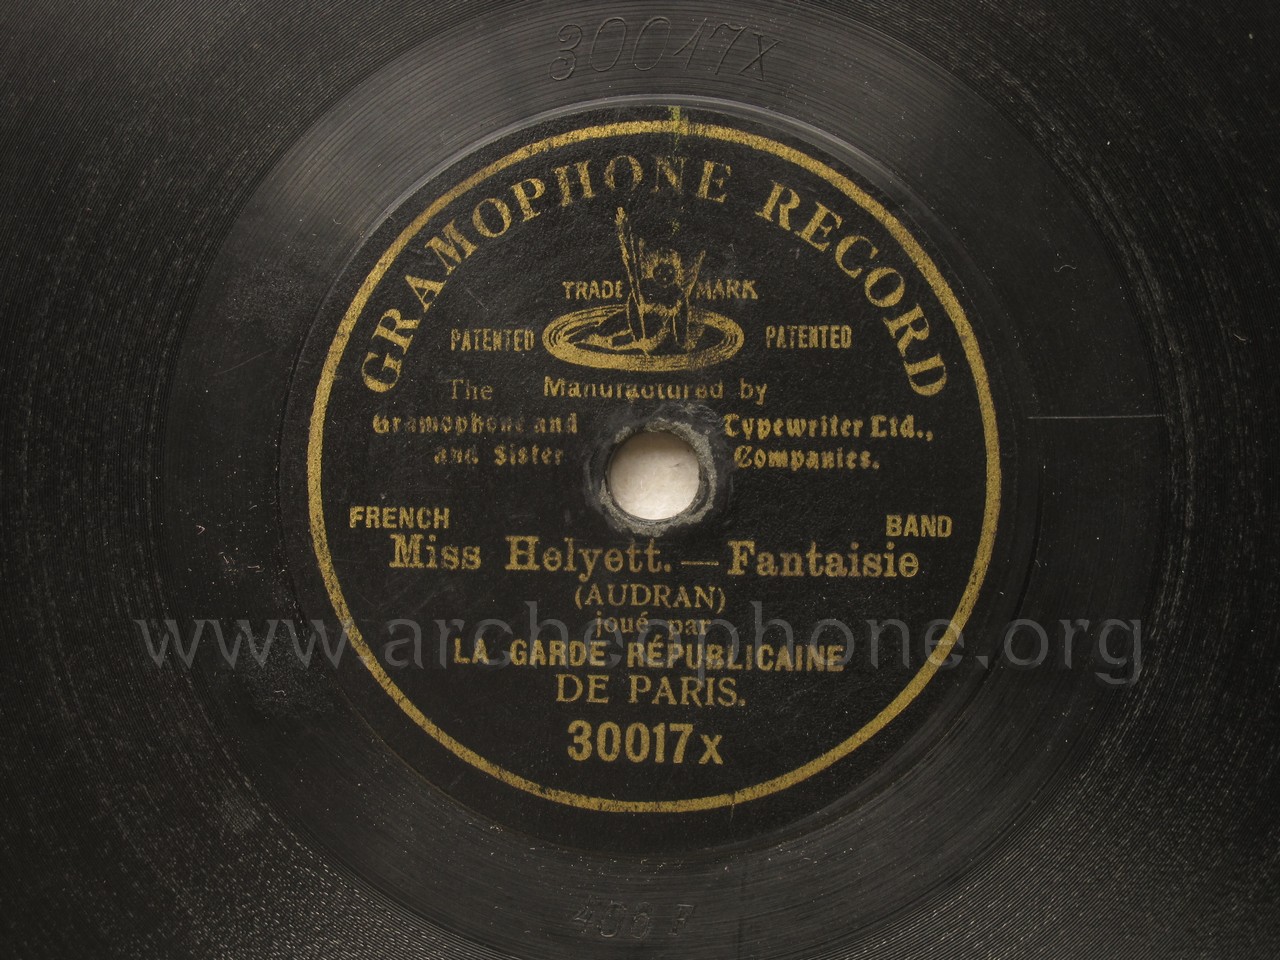 30017x
GRAMOPHONE RECORD
TRADE MARK
PATENTED PATENTED
The Manufactured by
Gramophone and Typewriter Ltd.,
and Sister Companies.
FRENCH BAND
Miss Helyett. — Fantaisie
(AUDRAN)
joué par
www.archeophone.org
LA GARDE RÉPUBLICAINE
DE PARIS.
30017x